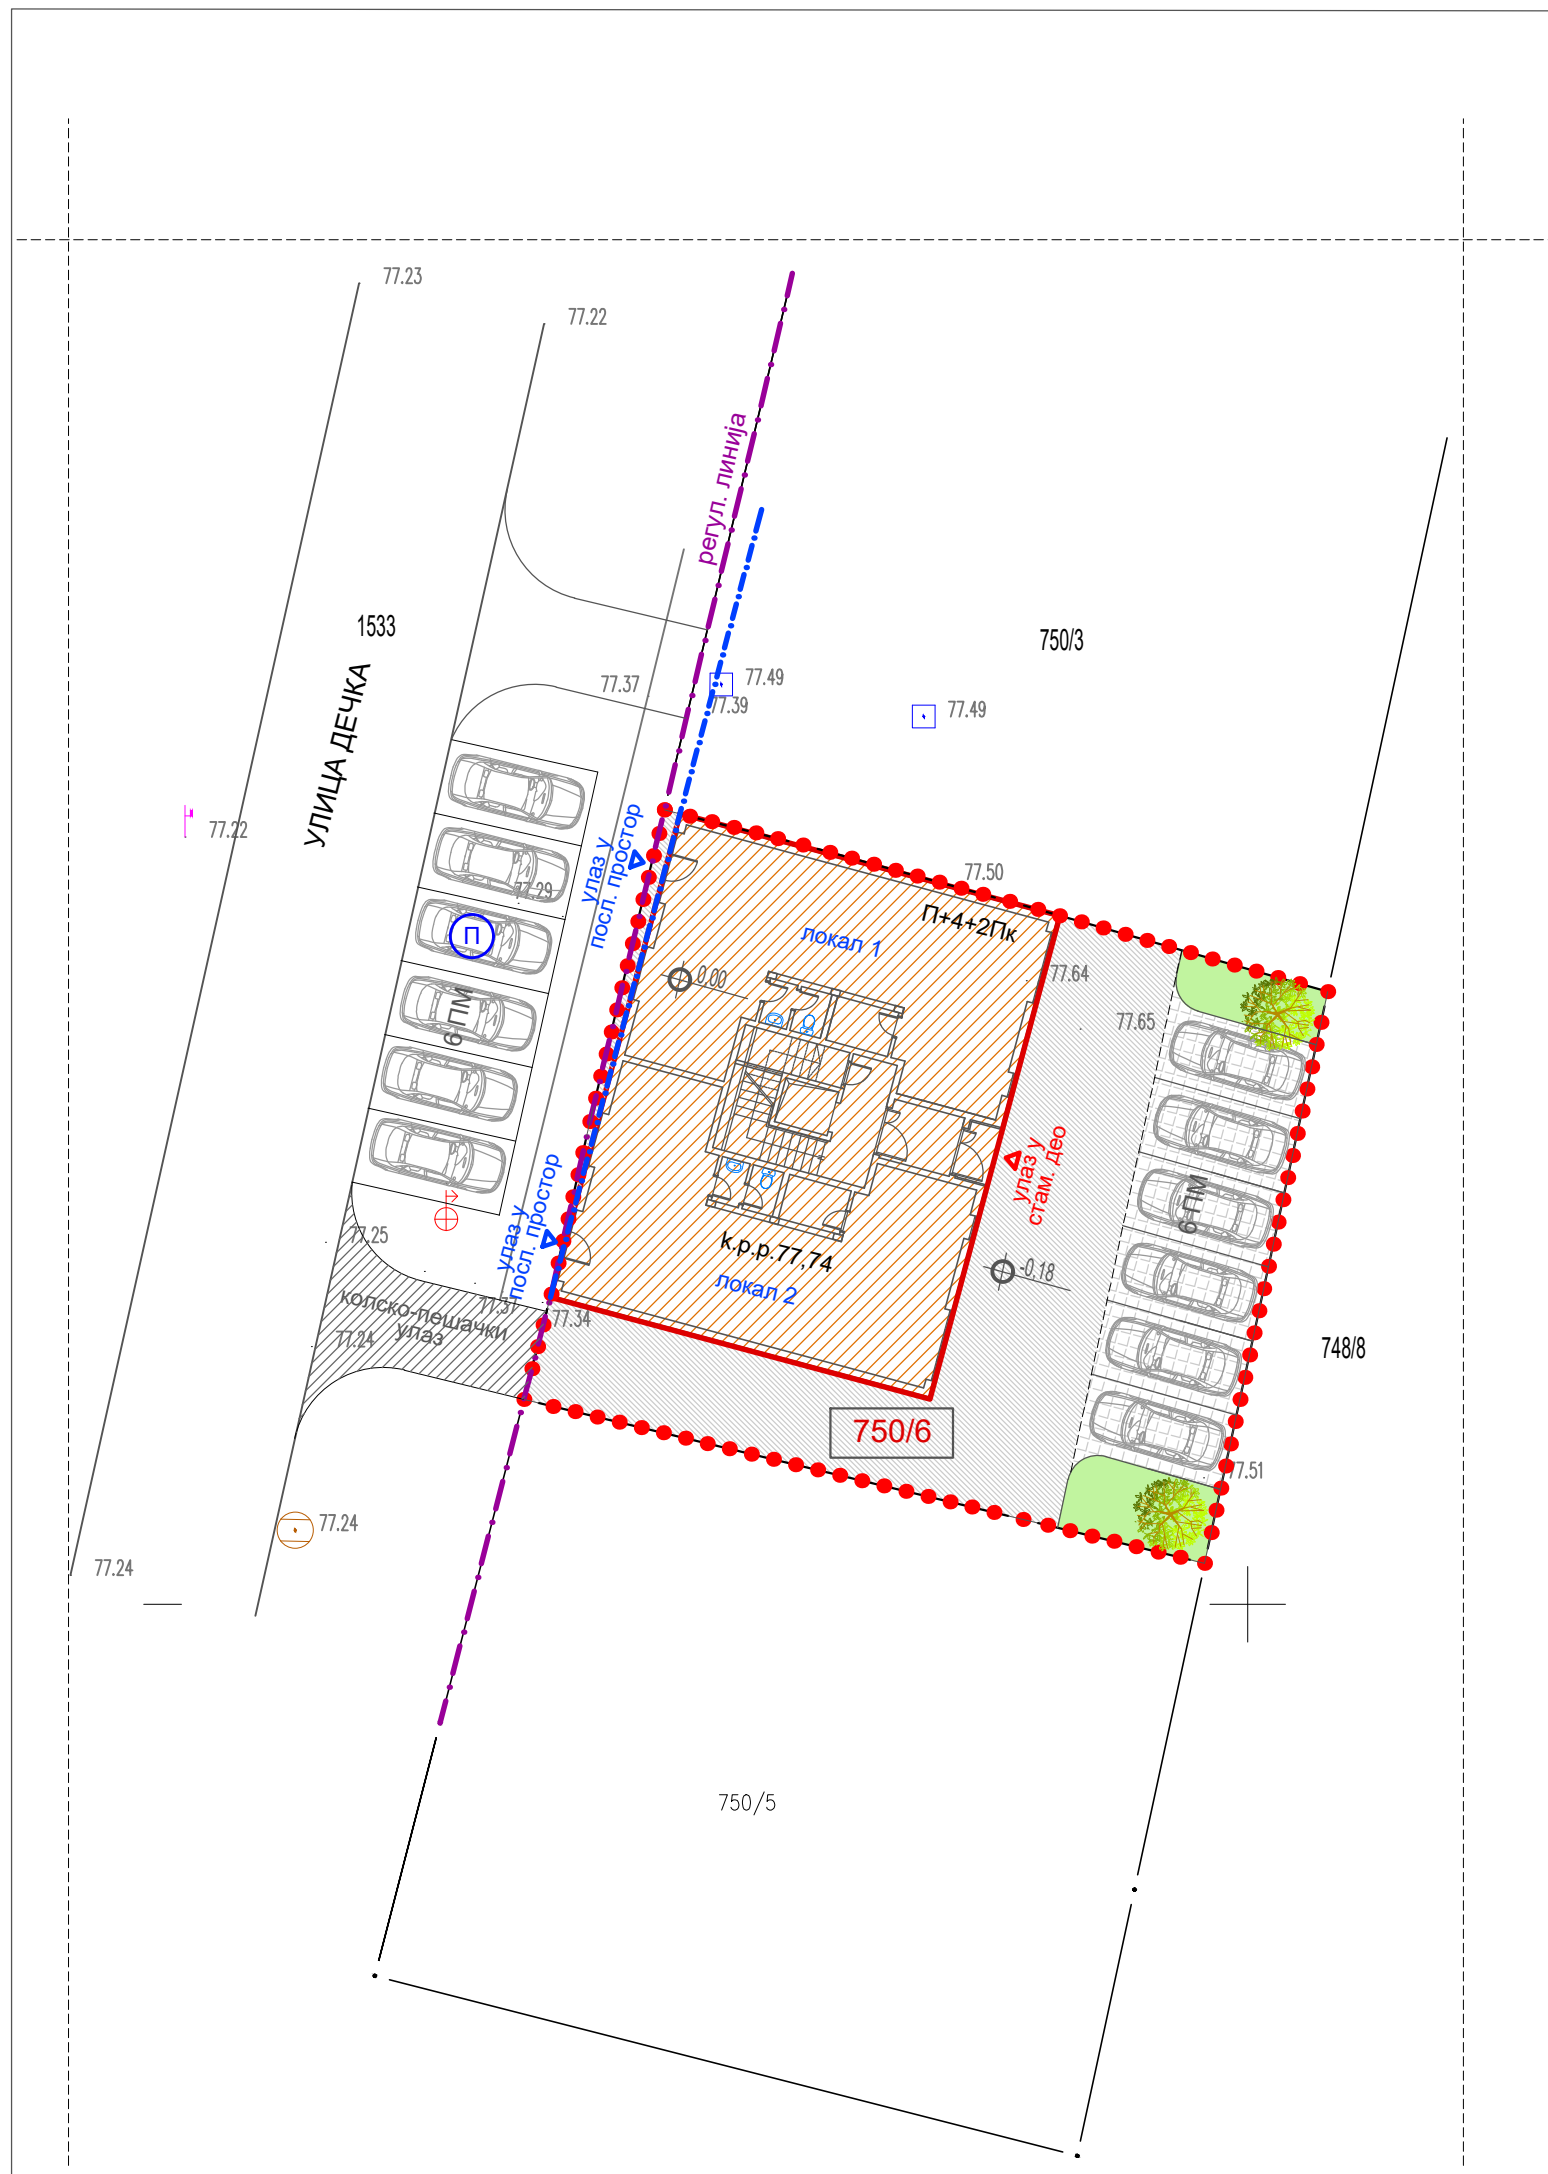 77.23
77.22
регул. линија
1533
750/3
УЛИЦА ДЕЧКА
77.37
77.49
77.39
77.49
77.22
улаз у
посл. простор
77.50
77.29
П+4+2Пк
локал 1
П
0,00
77.64
77.65
6 ПМ
улаз у
стам. део
6 ПМ
улаз у
посл. простор
77.25
к.р.р.77,74
локал 2
-0.18
77.31
77.34
колско-пешачки
улаз
77.24
748/8
750/6
77.51
77.24
77.24
750/5